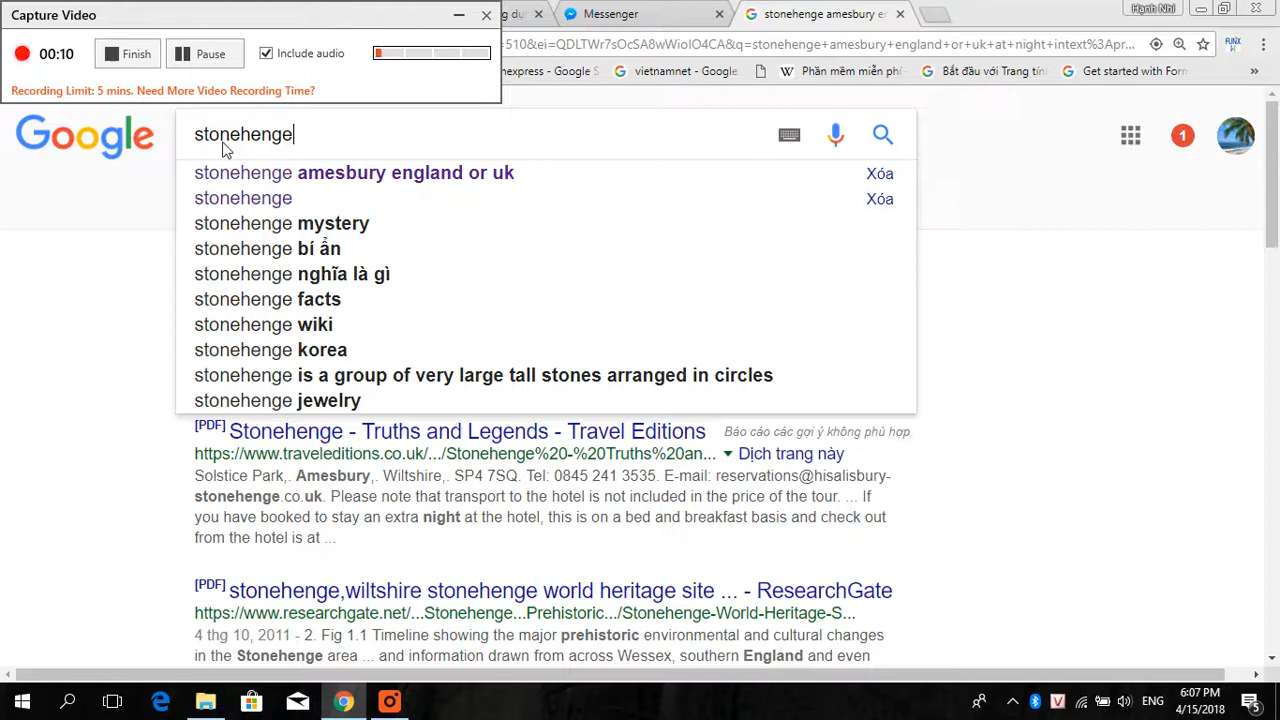 Capture Video
00:10
Finish
Pause
Include audio
Recording Limit: 5 mins. Need More Video Recording Time?
Messenger
stonehenge amesbury en
Hạnh Nhi
510&ei=QDLTWr7sOcSA8wWioIO4CA&q=stonehenge+amesbury+england+or+uk+at+night+intext%3Apr...
express - Google S
vietnamnet - Google
Phần mềm miễn phí -
Bắt đầu với Trang tính
Get started with Form
Google
stonehenge
1
stonehenge amesbury england or uk
Xóa
stonehenge
Xóa
stonehenge mystery
stonehenge bí ẩn
stonehenge nghĩa là gì
stonehenge facts
stonehenge wiki
stonehenge korea
stonehenge is a group of very large tall stones arranged in circles
stonehenge jewelry
[PDF] Stonehenge - Truths and Legends - Travel Editions
Báo cáo các gợi ý không phù hợp
https://www.traveleditions.co.uk/.../Stonehenge%20-%20Truths%20an...
Dịch trang này
Solstice Park,. Amesbury,. Wiltshire,. SP4 7SQ. Tel: 0845 241 3535. E-mail: reservations@hisalisbury-
stonehenge.co.uk. Please note that transport to the hotel is not included in the price of the tour. ... If
you have booked to stay an extra night at the hotel, this is on a bed and breakfast basis and check out
from the hotel is at ...
[PDF] stonehenge,wiltshire stonehenge world heritage site ... - ResearchGate
https://www.researchgate.net/...Stonehenge...Prehistoric.../Stonehenge-World-Heritage-S...
4 thg 10, 2011 - 2. Fig 1.1 Timeline showing the major prehistoric environmental and cultural changes
in the Stonehenge area ... and information drawn from across Wessex, southern England and even
ENG
6:07 PM
4/15/2018
5